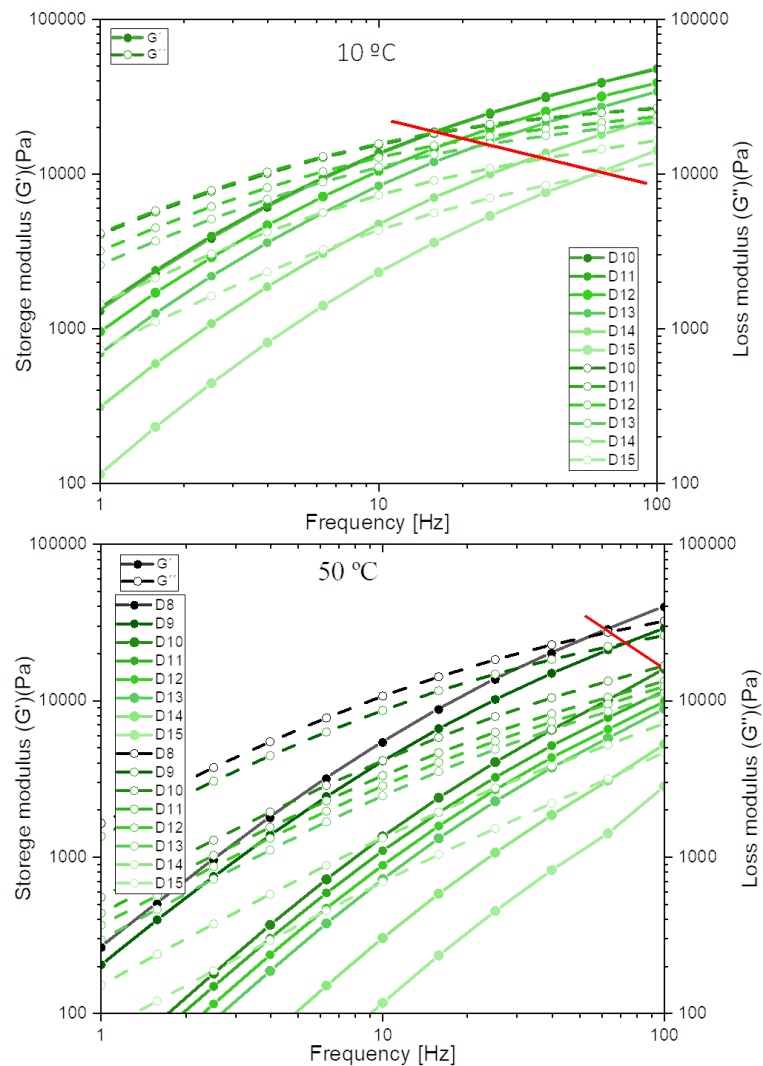 100000
100000
G´
G´´
10 ºC
10000
10000
Storege modulus (G')(Pa)
Loss modulus (G'')(Pa)
1000
1000
D10
D11
D12
D13
D14
D15
D10
D11
D12
D13
D14
D15
100
100
1
10
100
Frequency [Hz]
100000
100000
G´
G´´
50 ºC
D8
D9
D10
D11
D12
D13
D14
D15
D8
D9
D10
D11
D12
D13
D14
D15
10000
10000
Storege modulus (G')(Pa)
Loss modulus (G'')(Pa)
1000
1000
100
100
1
10
100
Frequency [Hz]